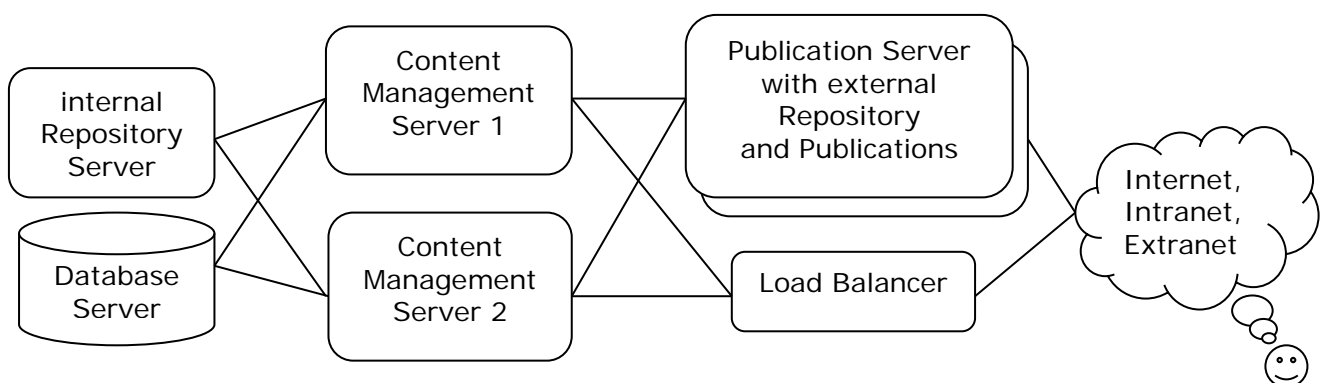 internal
Repository
Server
Database
Server
Content
Management
Server 1
Content
Management
Server 2
Publication Server
with external
Repository
and Publications
Load Balancer
Internet,
Intranet,
Extranet